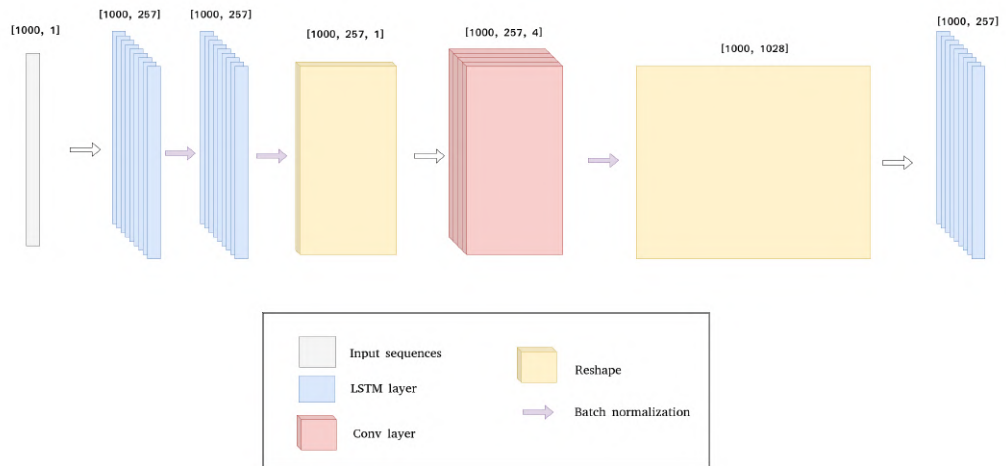 [1000, 1]
[1000, 257]
[1000, 257]
[1000, 257, 1]
[1000, 257, 4]
[1000, 1028]
[1000, 257]
Input sequences
LSTM layer
Conv layer
Reshape
Batch normalization